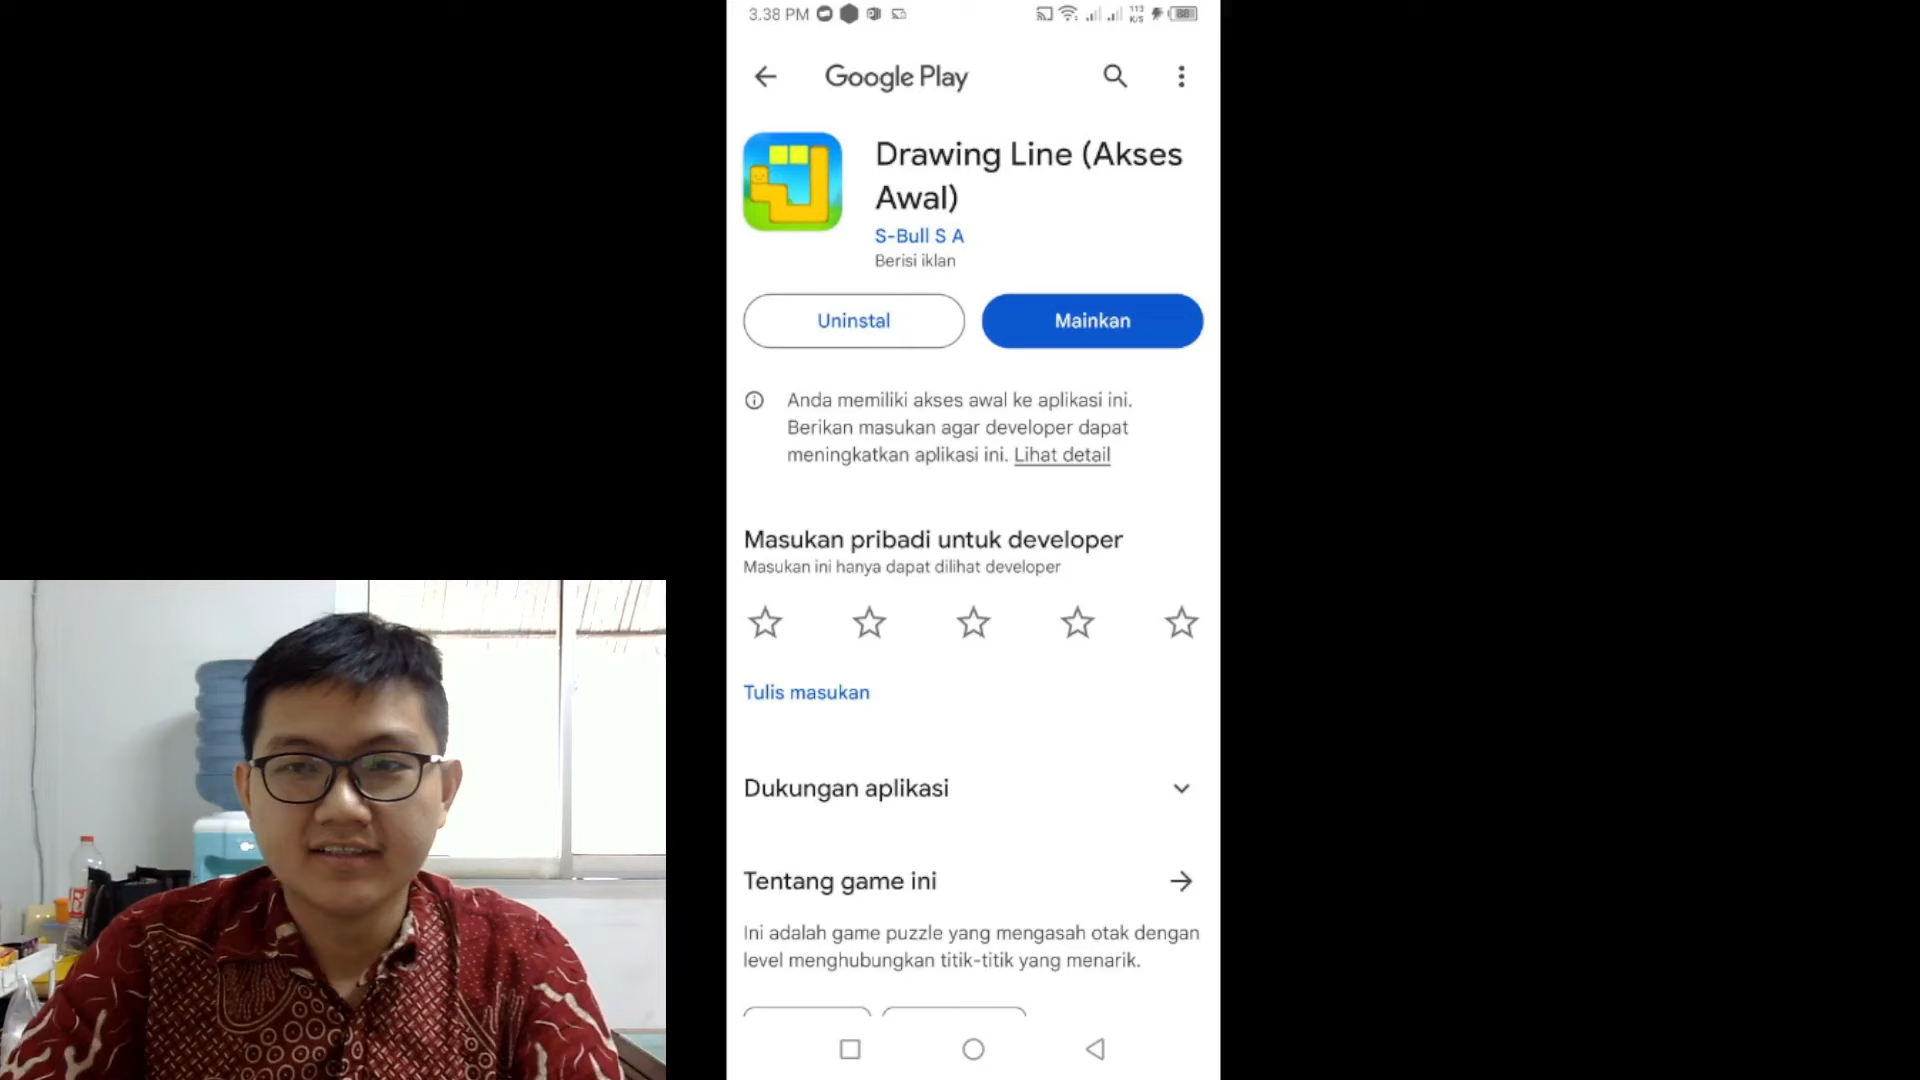 3.38 PM
113
K/S
88
Google Play
Drawing Line (Akses
Awal)
S-Bull S A
Berisi iklan
Uninstal
Mainkan
Anda memiliki akses awal ke aplikasi ini.
Berikan masukan agar developer dapat
meningkatkan aplikasi ini. Lihat detail
Masukan pribadi untuk developer
Masukan ini hanya dapat dilihat developer
Tulis masukan
Dukungan aplikasi
Tentang game ini
Ini adalah game puzzle yang mengasah otak dengan
level menghubungkan titik-titik yang menarik.